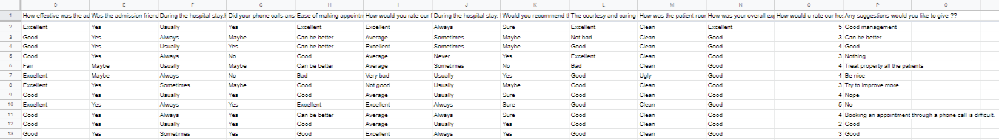 D E F G H I J K L M N O P Q
1 How effective was the ad Was the admission friend During the hospital stay,h Did your phone calls ans Ease of making appointm How would you rate our f During the hospital stay, Would you recommend t The courtesy and caring How was the patient roor How was your overall exp How would u rate our ho: Any suggestions would you like to give ??
2 Excellent Yes Usually Yes Excellent Excellent Always Sure Excellent Clean Excellent 5 Good management
3 Good Yes Always Maybe Can be better Average Sometimes Maybe Not bad Clean Good 3 Can be better
4 Good Yes Usually Yes Can be better Excellent Sometimes Maybe Good Clean Good 4 Good
5 Good Yes Always No Good Average Never Yes Excellent Clean Good 3 Nothing
6 Fair Maybe Usually Maybe Can be better Average Sometimes No Bad Clean Good 4 Treat property all the patients
7 Excellent Maybe Always No Bad Very bad Usually Yes Good Ugly Good 4 Be nice
8 Excellent Yes Sometimes Maybe Good Not good Usually Maybe Good Clean Good 3 Try to improve more
9 Good Yes Usually Yes Good Average Usually Sure Good Clean Good 4 Nope
10 Excellent Yes Always Yes Excellent Excellent Always Sure Good Clean Good 5 No
11 Good Yes Always Yes Can be better Average Always Sure Good Clean Good 4 Booking an appointment through a phone call is difficult.
12 Good Yes Usually Yes Good Average Usually Yes Good Clean Good 2 Good
13 Good Yes Sometimes Yes Good Excellent Always Yes Good Clean Good 3 Good